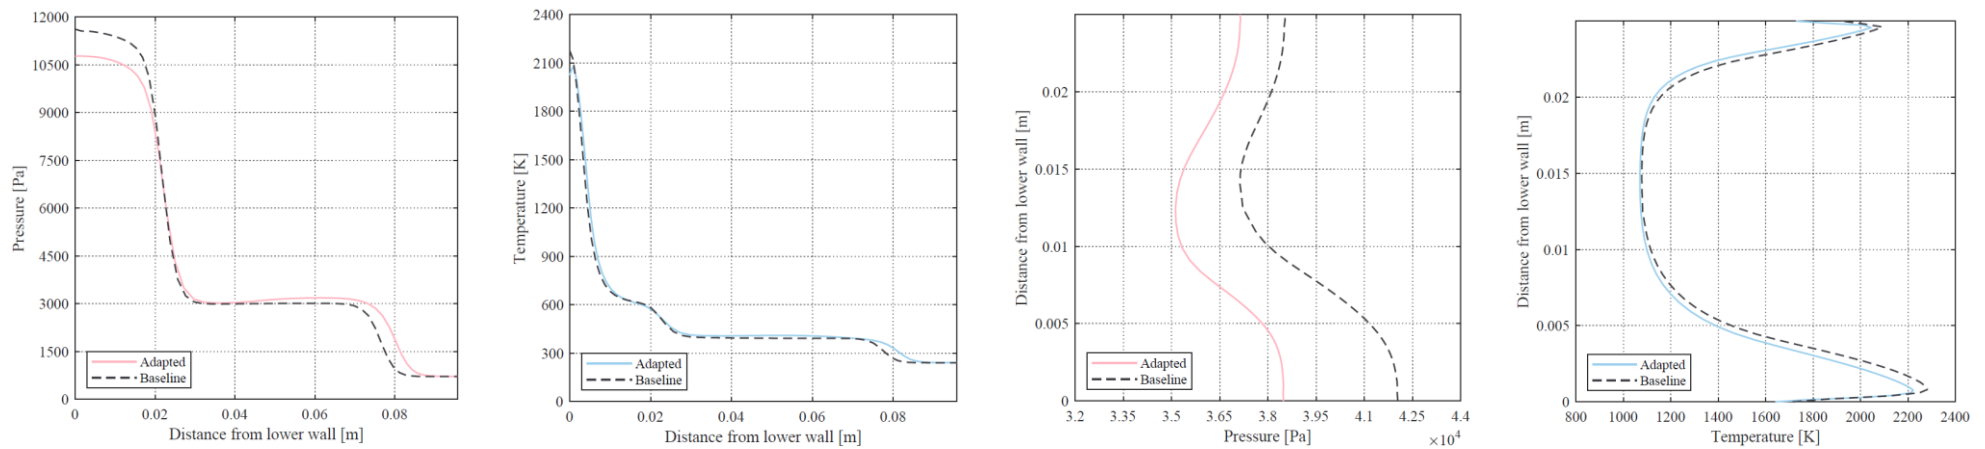 12000
10500
9000
7500
6000
4500
3000
1500
0
Pressure [Pa]
Adapted
Baseline
0 0.02 0.04 0.06 0.08
Distance from lower wall [m]
2400
2100
1800
1500
1200
900
600
300
0
Temperature [K]
Adapted
Baseline
0 0.02 0.04 0.06 0.08
Distance from lower wall [m]
0.02
0.015
0.01
0.005
0
Distance from lower wall [m]
Adapted
Baseline
3.2 3.35 3.5 3.65 3.8 3.95 4.1 4.25 4.4
Pressure [Pa]
×10⁴
0.02
0.015
0.01
0.005
0
Distance from lower wall [m]
Adapted
Baseline
800 1000 1200 1400 1600 1800 2000 2200 2400
Temperature [K]